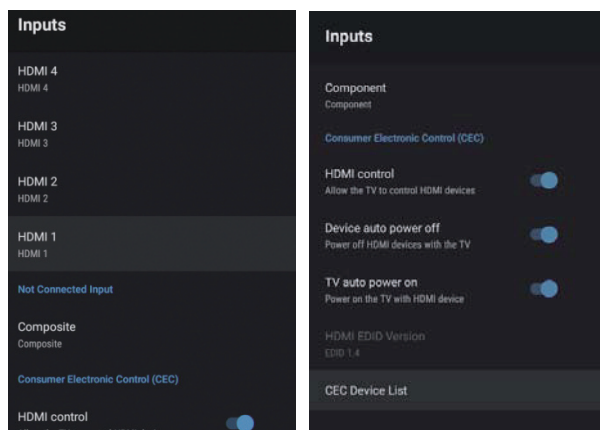 Inputs
HDMI 4
HDMI 4
HDMI 3
HDMI 3
HDMI 2
HDMI 2
HDMI 1
HDMI 1
Not Connected Input
Composite
Composite
Consumer Electronic Control (CEC)
HDMI control
Inputs
Component
Component
Consumer Electronic Control (CEC)
HDMI control
Allow the TV to control HDMI devices
Device auto power off
Power off HDMI devices with the TV
TV auto power on
Power on the TV with HDMI device
HDMI EDID Version
EDID 1.4
CEC Device List